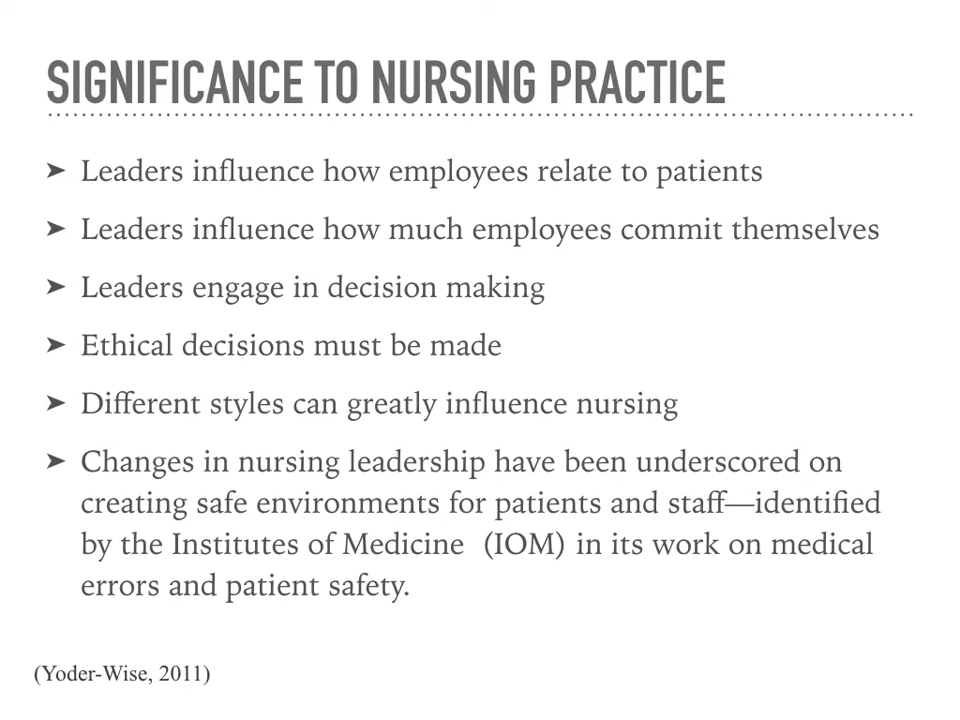 SIGNIFICANCE TO NURSING PRACTICE
➤ Leaders influence how employees relate to patients
➤ Leaders influence how much employees commit themselves
➤ Leaders engage in decision making
➤ Ethical decisions must be made
➤ Different styles can greatly influence nursing
➤ Changes in nursing leadership have been underscored on
creating safe environments for patients and staff—identified
by the Institutes of Medicine (IOM) in its work on medical
errors and patient safety.
(Yoder-Wise, 2011)